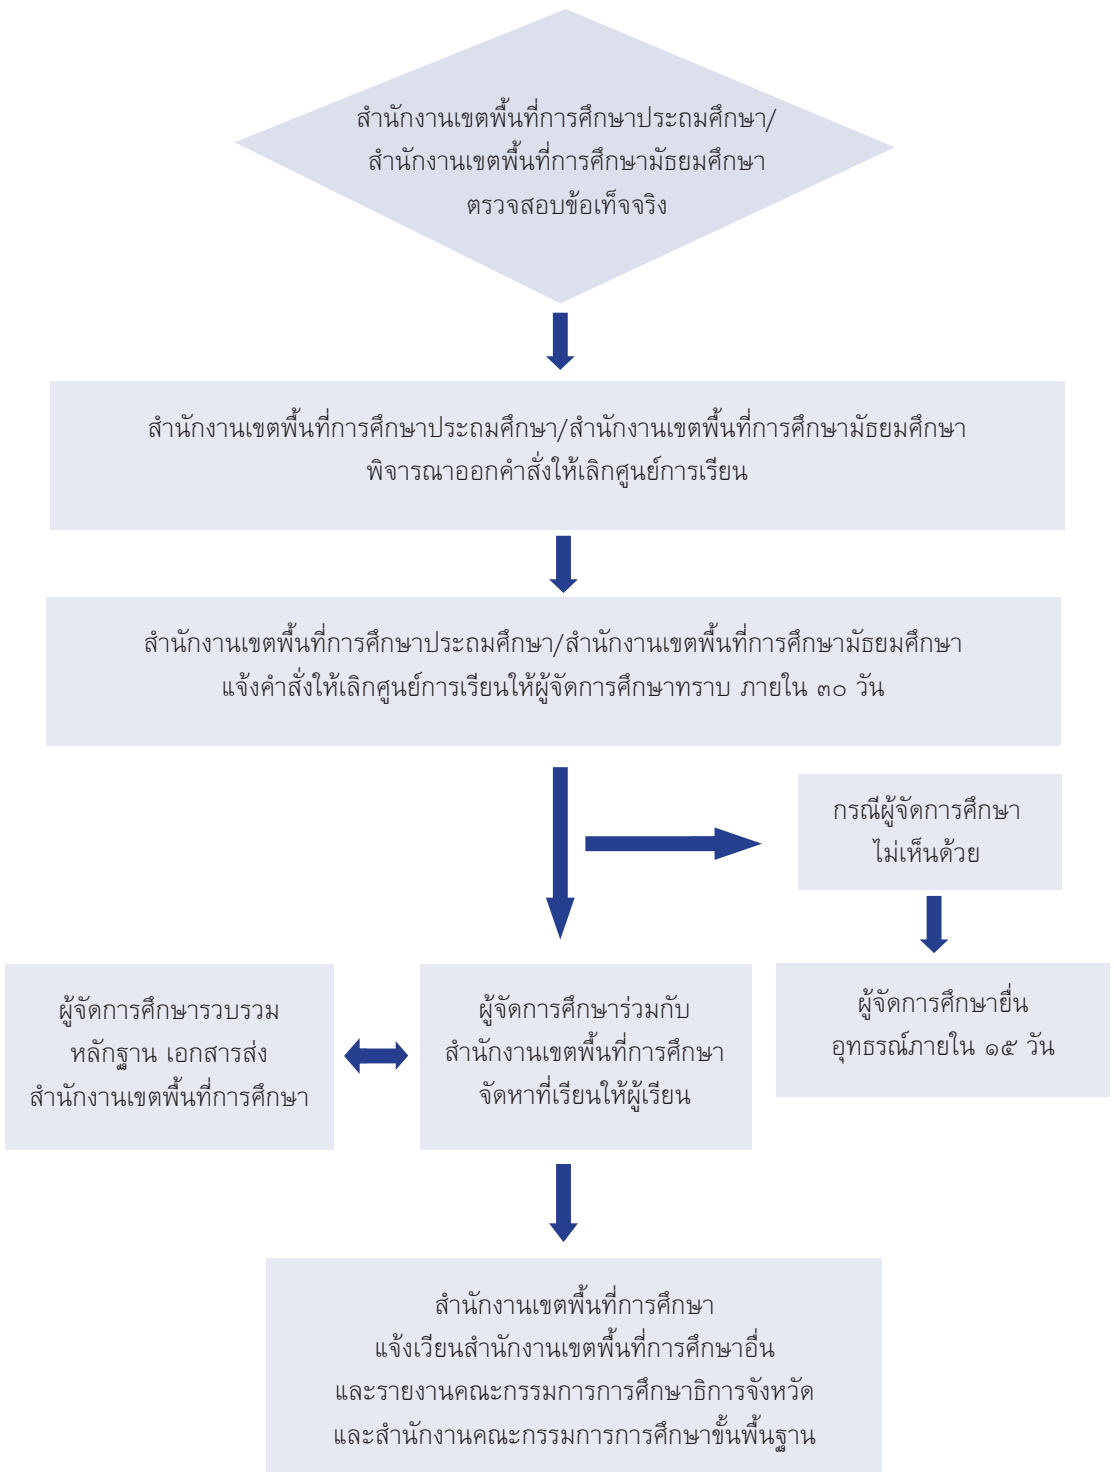 สำนักงานเขตพื้นที่การศึกษาประถมศึกษา/
สำนักงานเขตพื้นที่การศึกษามัธยมศึกษา
ตรวจสอบข้อเท็จจริง
สำนักงานเขตพื้นที่การศึกษาประถมศึกษา/สำนักงานเขตพื้นที่การศึกษามัธยมศึกษา
พิจารณาออกคำสั่งให้เลิกศูนย์การเรียน
สำนักงานเขตพื้นที่การศึกษาประถมศึกษา/สำนักงานเขตพื้นที่การศึกษามัธยมศึกษา
แจ้งคำสั่งให้เลิกศูนย์การเรียนให้ผู้จัดการศึกษาทราบ ภายใน ๓๐ วัน
กรณีผู้จัดการศึกษา
ไม่เห็นด้วย
ผู้จัดการศึกษารวบรวม
หลักฐาน เอกสารส่ง
สำนักงานเขตพื้นที่การศึกษา
ผู้จัดการศึกษาร่วมกับ
สำนักงานเขตพื้นที่การศึกษา
จัดหาที่เรียนให้ผู้เรียน
ผู้จัดการศึกษายื่น
อุทธรณ์ภายใน ๑๕ วัน
สำนักงานเขตพื้นที่การศึกษา
แจ้งเวียนสำนักงานเขตพื้นที่การศึกษาอื่น
และรายงานคณะกรรมการการศึกษาธิการจังหวัด
และสำนักงานคณะกรรมการการศึกษาขั้นพื้นฐาน